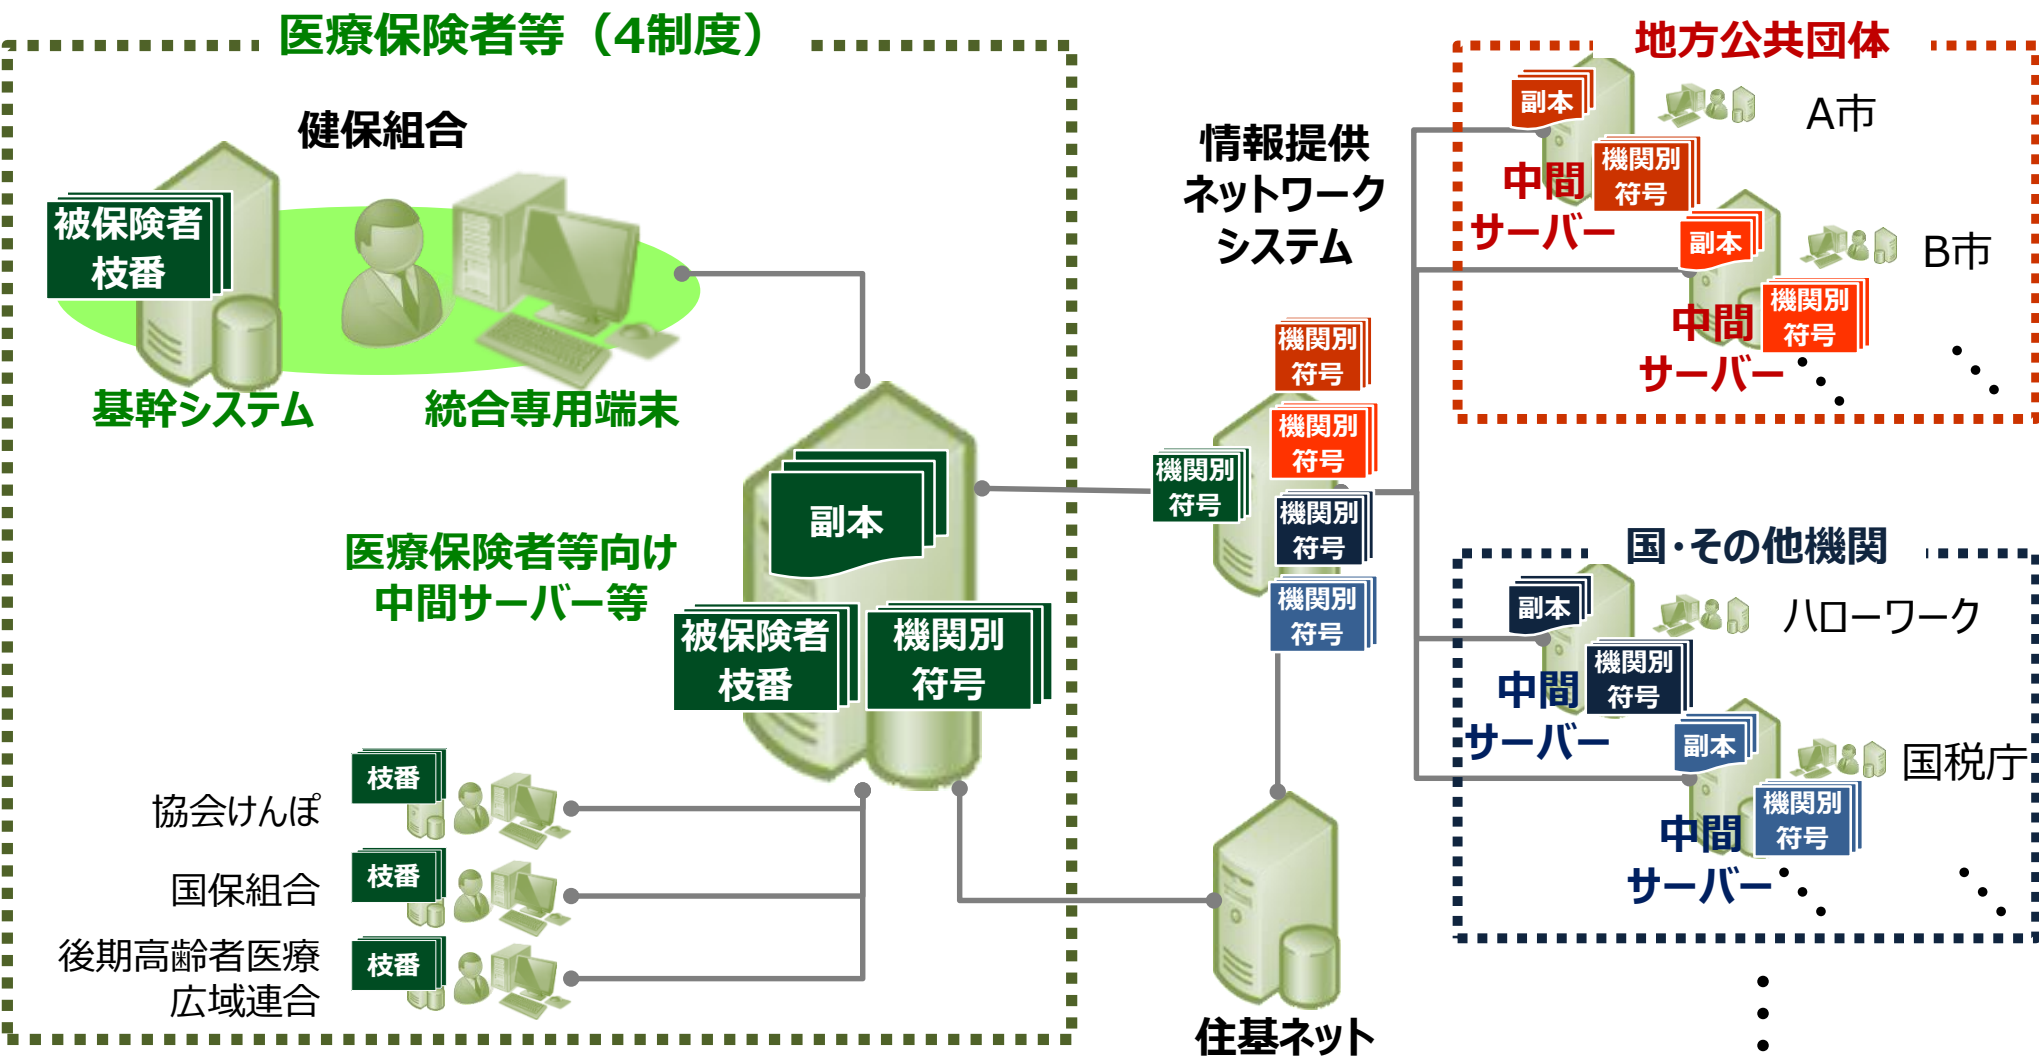 医療保険者等（4制度）
健保組合
被保険者
枝番
基幹システム
統合専用端末
医療保険者等向け
中間サーバー等
副本
被保険者
枝番
機関別
符号
協会けんぽ
枝番
国保組合
枝番
後期高齢者医療
広域連合
枝番
情報提供
ネットワーク
システム
機関別
符号
機関別
符号
機関別
符号
機関別
符号
機関別
符号
住基ネット
地方公共団体
副本
機関別
符号
中間
サーバー
A市
副本
機関別
符号
中間
サーバー
B市
国・その他機関
副本
機関別
符号
中間
サーバー
ハローワーク
副本
機関別
符号
中間
サーバー
国税庁